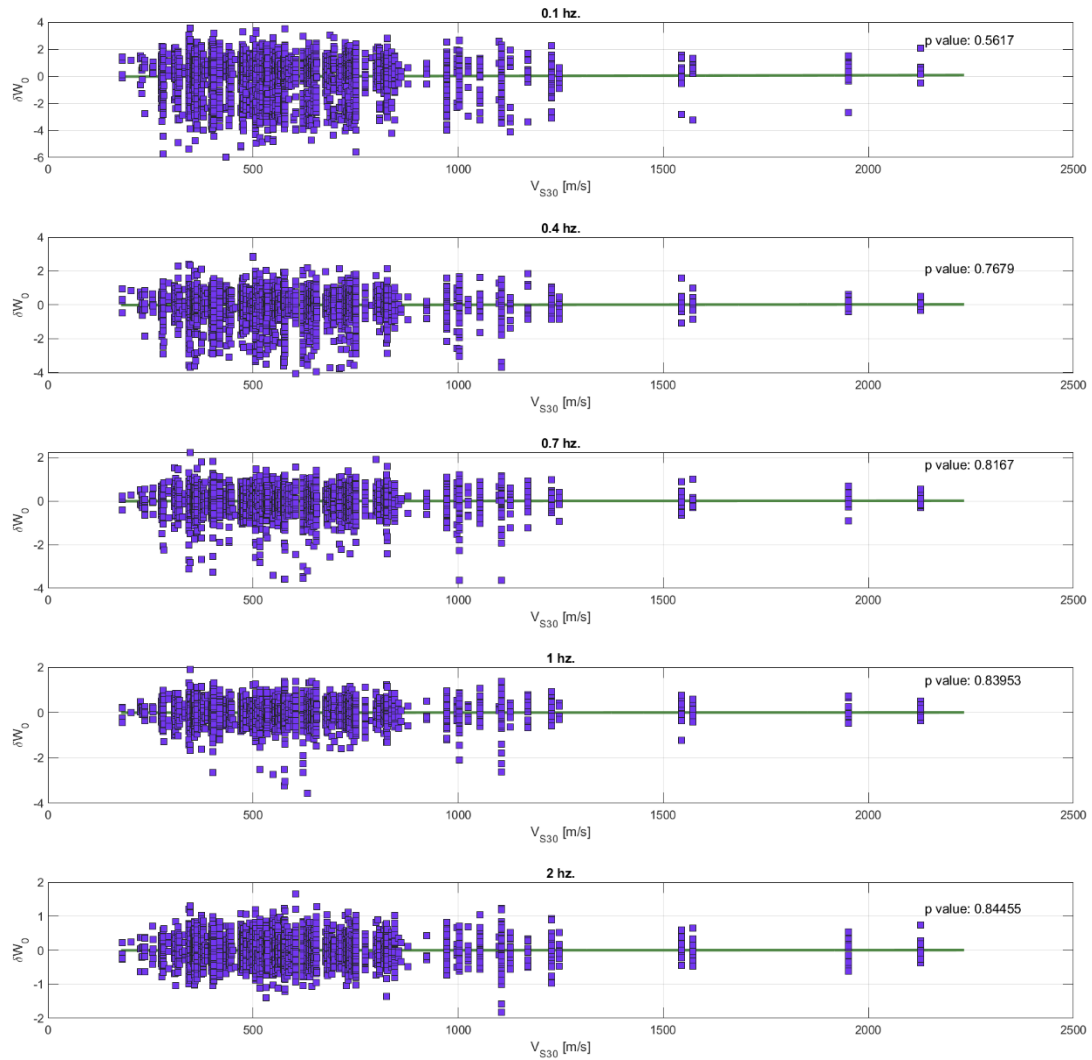 0.1 hz.
4
p value: 0.5617
2
0
-2
-4
-6
δW0
0 500 1000 1500 2000 2500
VS30 [m/s]
0.4 hz.
4
p value: 0.7679
2
0
-2
-4
δW0
0 500 1000 1500 2000 2500
VS30 [m/s]
0.7 hz.
2
p value: 0.8167
0
-2
-4
δW0
0 500 1000 1500 2000 2500
VS30 [m/s]
1 hz.
2
p value: 0.83953
0
-2
-4
δW0
0 500 1000 1500 2000 2500
VS30 [m/s]
2 hz.
2
p value: 0.84455
1
0
-1
-2
δW0
0 500 1000 1500 2000 2500
VS30 [m/s]